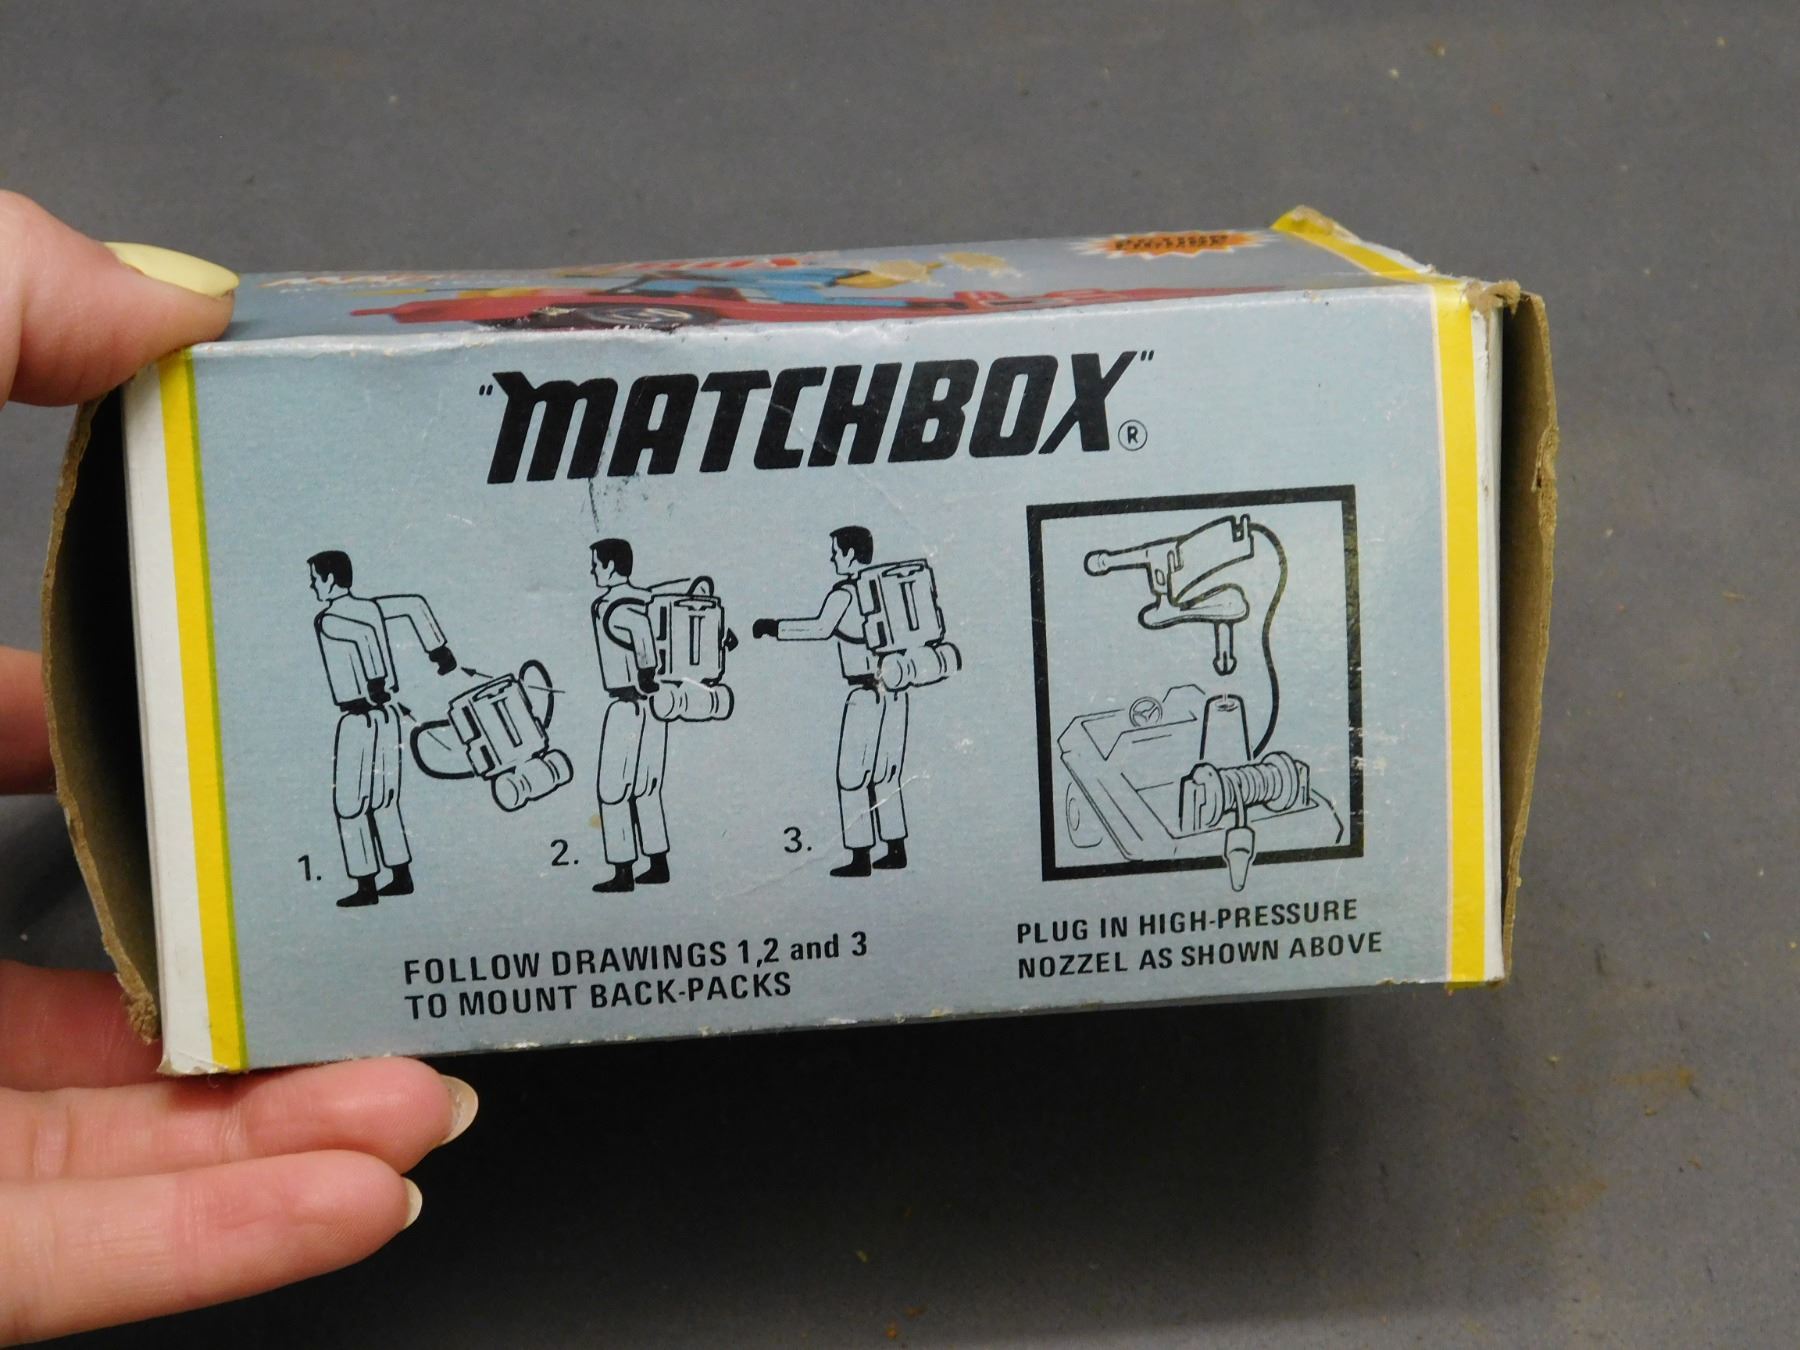 "MATCHBOX"®
1.
2.
3.
FOLLOW DRAWINGS 1,2 and 3
TO MOUNT BACK-PACKS
PLUG IN HIGH-PRESSURE
NOZZEL AS SHOWN ABOVE